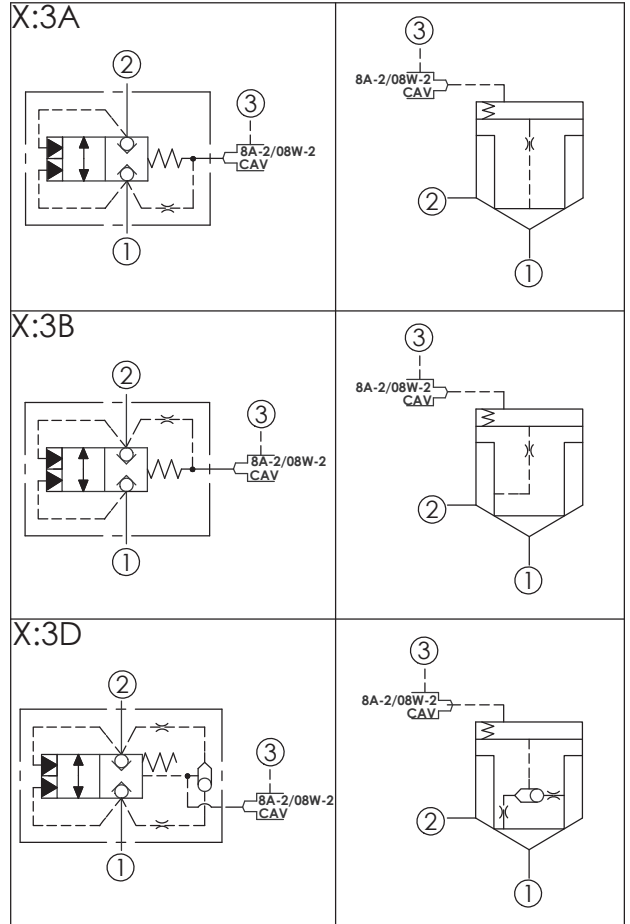 X:3A
②
③
8A-2/08W-2
CAV
①
③
8A-2/08W-2
CAV
②
①
X:3B
②
③
8A-2/08W-2
CAV
①
③
8A-2/08W-2
CAV
②
①
X:3D
②
③
8A-2/08W-2
CAV
①
③
8A-2/08W-2
CAV
②
①